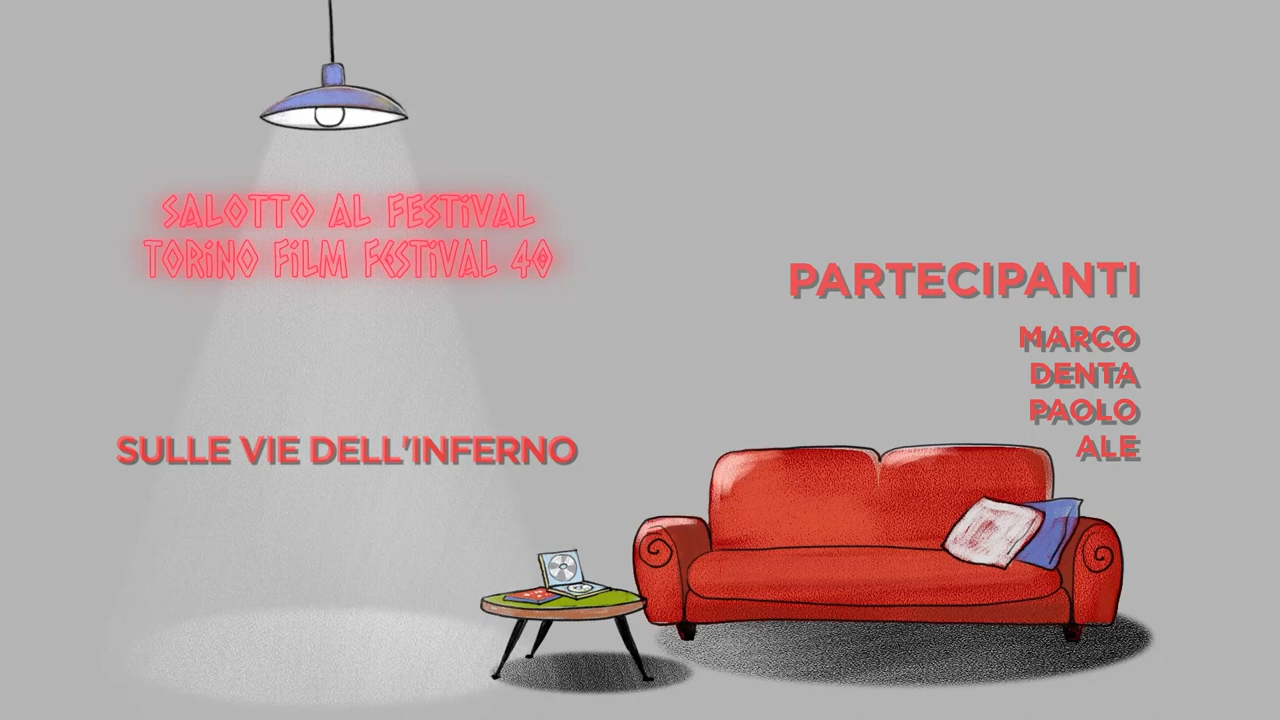 SALOTTO AL FESTIVAL
TORINO FILM FESTIVAL 40
SULLE VIE DELL'INFERNO
PARTECIPANTI
MARCO
DENTA
PAOLO
ALE